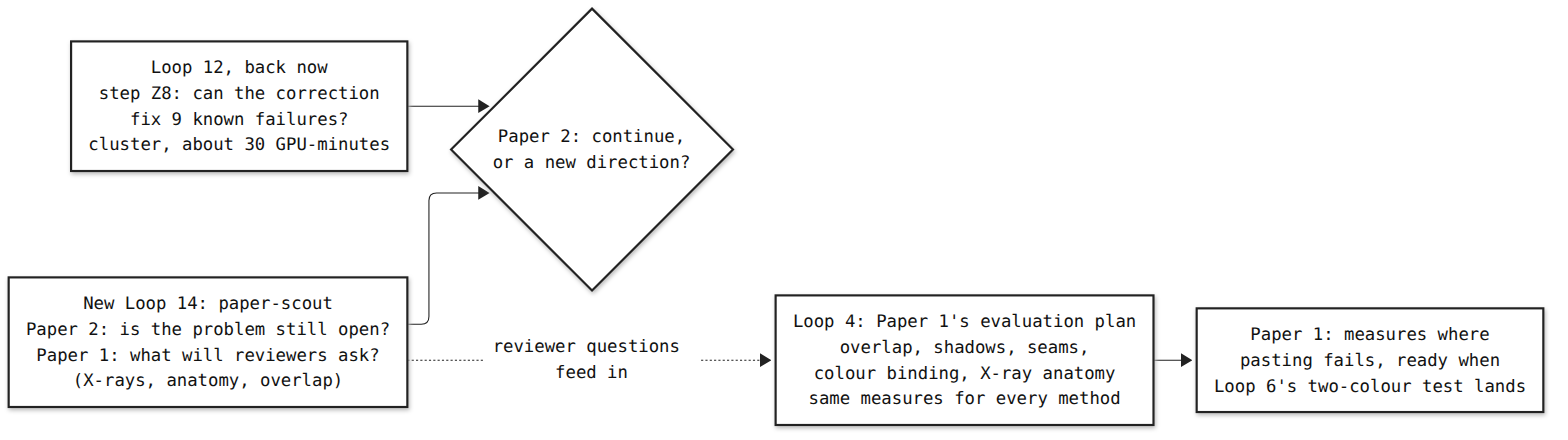 Loop 12, back now
step Z8: can the correction
fix 9 known failures?
cluster, about 30 GPU-minutes
Paper 2: continue,
or a new direction?
New Loop 14: paper-scout
Paper 2: is the problem still open?
Paper 1: what will reviewers ask?
(X-rays, anatomy, overlap)
reviewer questions
feed in
Loop 4: Paper 1's evaluation plan
overlap, shadows, seams,
colour binding, X-ray anatomy
same measures for every method
Paper 1: measures where
pasting fails, ready when
Loop 6's two-colour test lands